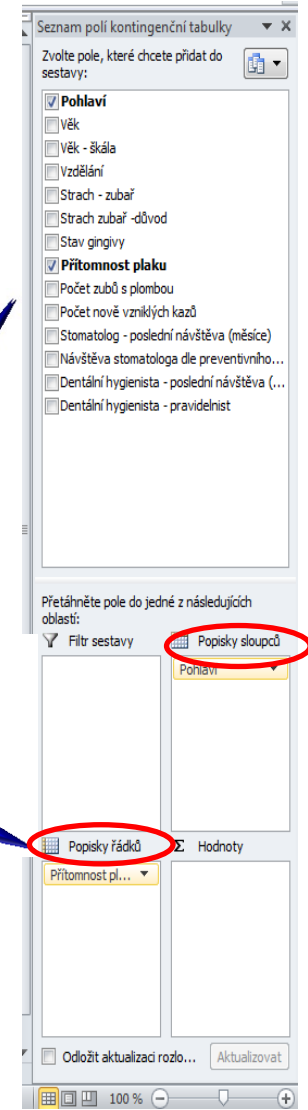 Seznam polí kontingenční tabulky
Zvolte pole, které chcete přidat do
sestavy:
Pohlaví
Věk
Věk - škála
Vzdělání
Strach - zubař
Strach zubař -důvod
Stav gingivy
Přítomnost plaku
Počet zubů s plombou
Počet nově vzniklých kazů
Stomatolog - poslední návštěva (měsíce)
Návštěva stomatologa dle preventivního...
Dentální hygienista - poslední návštěva (...
Dentální hygienista - pravidelnist
Přetáhněte pole do jedné z následujících
oblastí:
Filtr sestavy
Popisky sloupců
Pohlaví
Popisky řádků
Σ Hodnoty
Přítomnost pl...
Odložit aktualizaci rozlo...
Aktualizovat
100 %